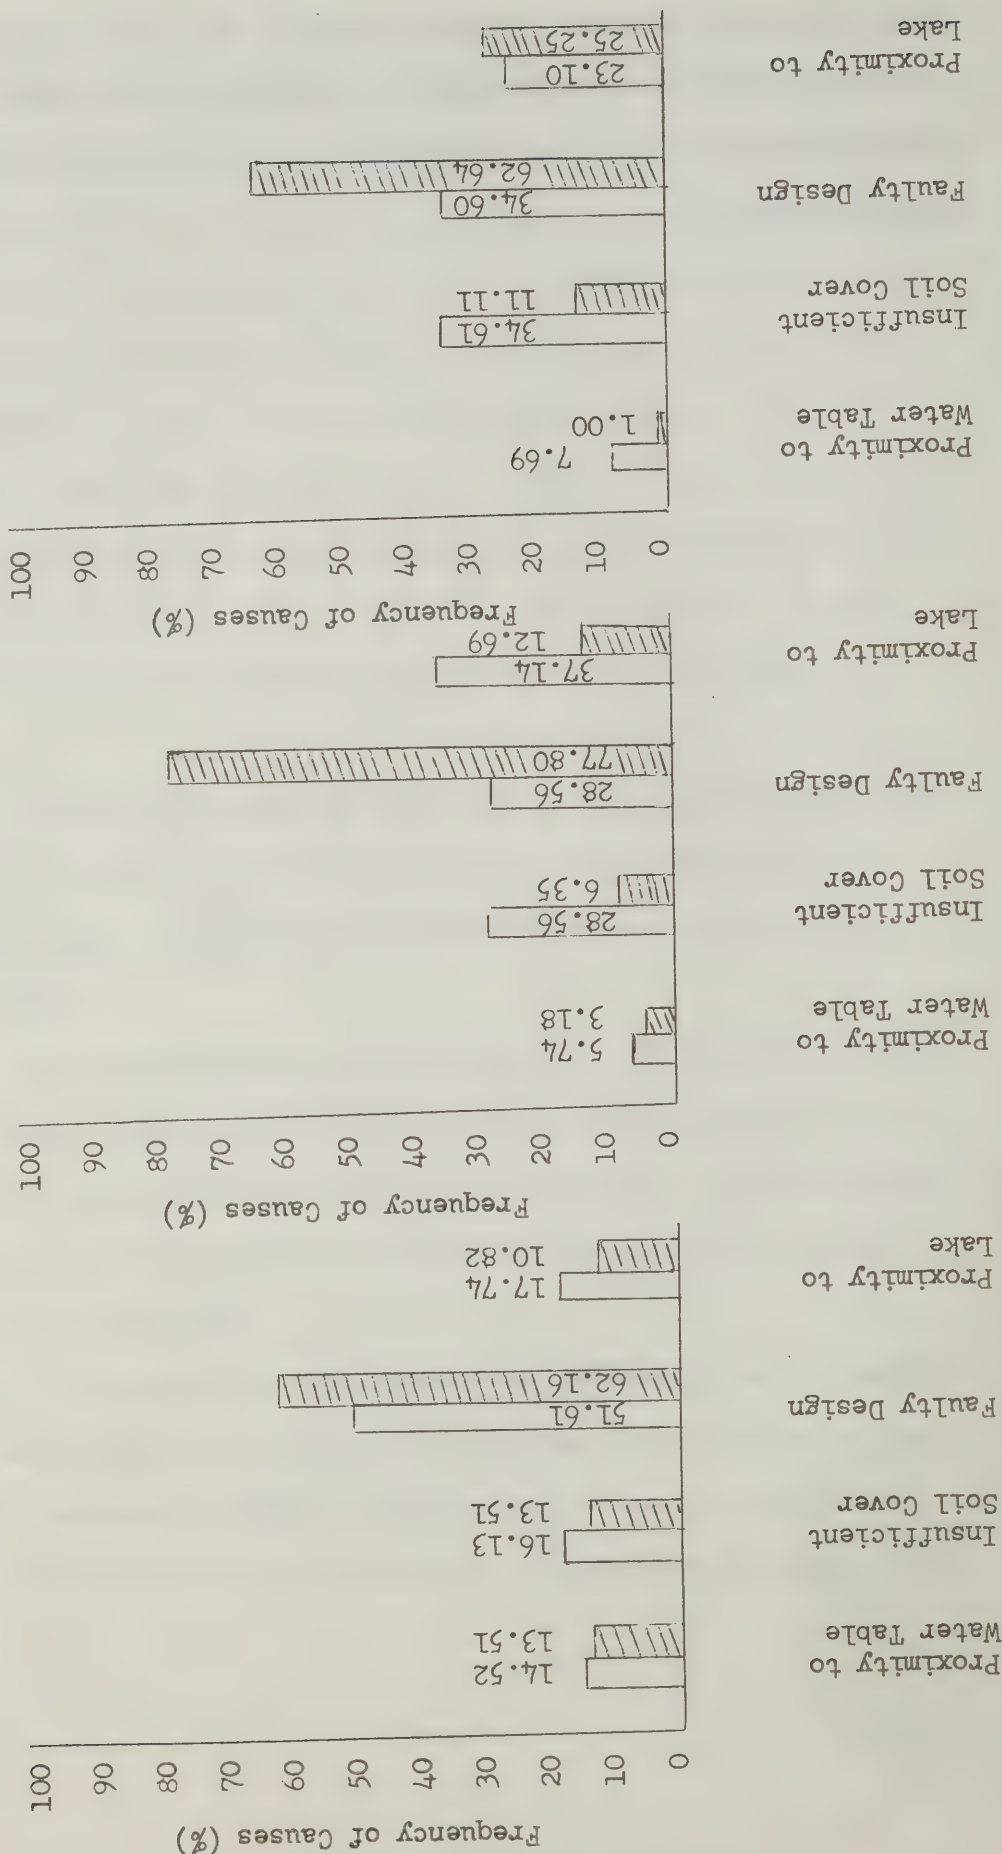 Frequency of Causes (%)
0 10 20 30 40 50 60 70 80 90 100
Proximity to
Water Table
14.52
13.51
Insufficient
Soil Cover
16.13
13.51
Faulty Design
51.61
62.16
Proximity to
Lake
17.74
10.82
Frequency of Causes (%)
0 10 20 30 40 50 60 70 80 90 100
Proximity to
Water Table
5.74
3.18
Insufficient
Soil Cover
28.56
6.35
Faulty Design
28.56
77.80
Proximity to
Lake
37.14
12.69
Frequency of Causes (%)
0 10 20 30 40 50 60 70 80 90 100
Proximity to
Water Table
7.69
1.00
Insufficient
Soil Cover
34.61
11.11
Faulty Design
34.60
62.64
Proximity to
Lake
23.10
25.25